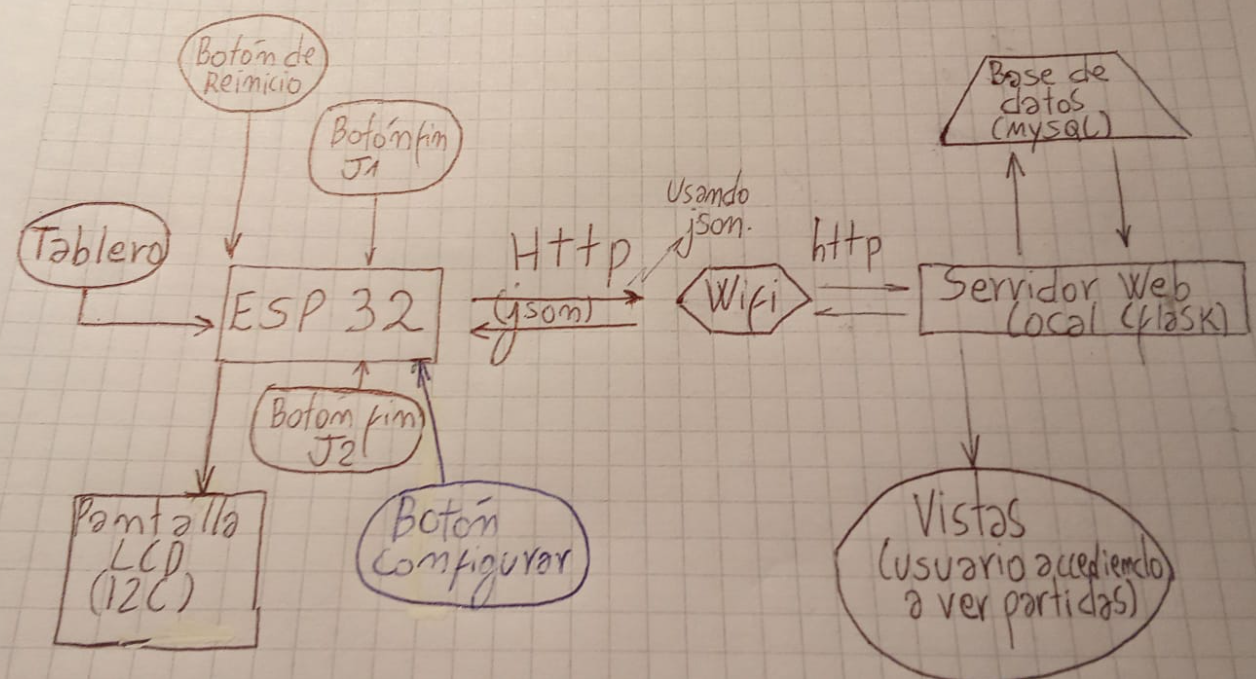 Botón de
Reinicio
Botón fin
J1
Tablero
ESP 32
Http
(json)
Usando
json.
Wifi
http
Base de
datos
(MySQL)
Servidor Web
Local (flask)
Botón fin
J2
Pantalla
LCD
(I2C)
Botón
configurar
Vistas
(usuario accediendo
a ver partidas)